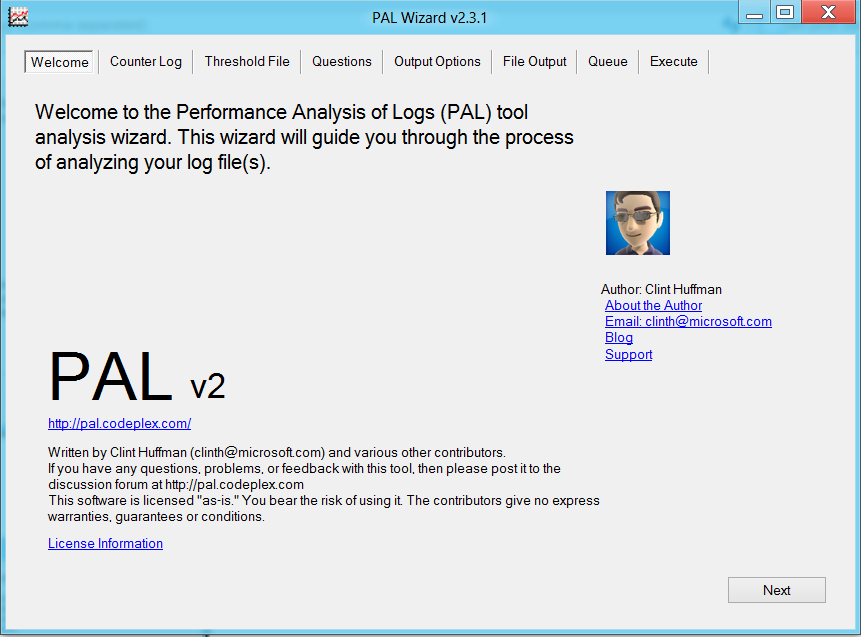 PAL Wizard v2.3.1
Welcome
Counter Log
Threshold File
Questions
Output Options
File Output
Queue
Execute
Welcome to the Performance Analysis of Logs (PAL) tool
analysis wizard. This wizard will guide you through the process
of analyzing your log file(s).
Author: Clint Huffman
About the Author
Email: clinth@microsoft.com
Blog
Support
PAL v2
http://pal.codeplex.com/
Written by Clint Huffman (clinth@microsoft.com) and various other contributors.
If you have any questions, problems, or feedback with this tool, then please post it to the
discussion forum at http://pal.codeplex.com
This software is licensed "as-is." You bear the risk of using it. The contributors give no express
warranties, guarantees or conditions.
License Information
Next